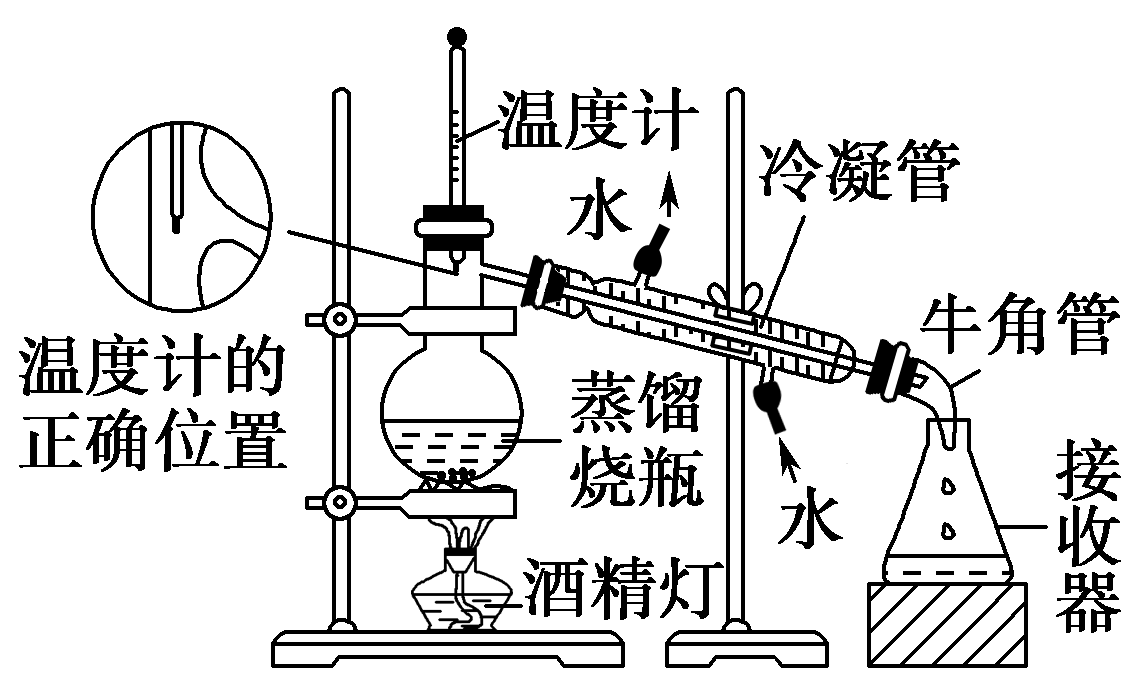 温度计
水
冷凝管
牛角管
温度计的
正确位置
蒸馏
烧瓶
水
接
收
器
酒精灯